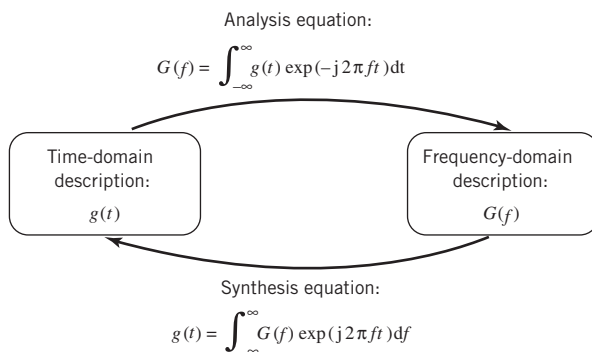 Analysis equation:
G(f) = ∫_{-∞}^{∞} g(t) exp(-j2πft)dt
Time-domain
description:
g(t)
Frequency-domain
description:
G(f)
Synthesis equation:
g(t) = ∫_{-∞}^{∞} G(f) exp(j2πft)df